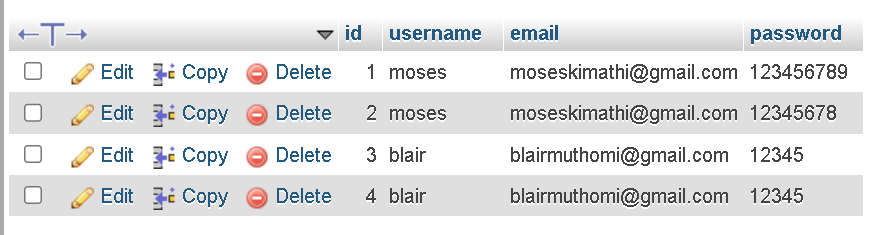 id username email password
Edit Copy Delete 1 moses moseskimathi@gmail.com 123456789
Edit Copy Delete 2 moses moseskimathi@gmail.com 12345678
Edit Copy Delete 3 blair blairmuthomi@gmail.com 12345
Edit Copy Delete 4 blair blairmuthomi@gmail.com 12345